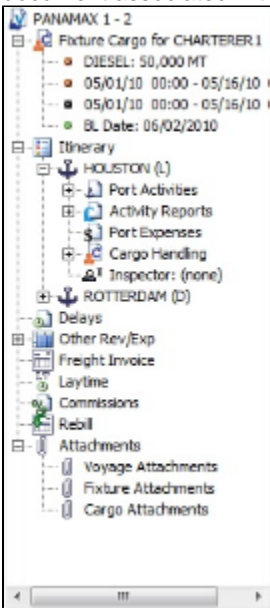 PANAMAX 1 - 2
Fixture Cargo for CHARTERER1
DIESEL: 50,000 MT
05/01/10 00:00 - 05/16/10
05/01/10 00:00 - 05/16/10
BL Date: 06/02/2010
Itinerary
HOUSTON (L)
Port Activities
Activity Reports
Port Expenses
Cargo Handling
Inspector: (none)
ROTTERDAM (D)
Delays
Other Rev/Exp
Freight Invoice
Laytime
Commissions
Rebill
Attachments
Voyage Attachments
Fixture Attachments
Cargo Attachments